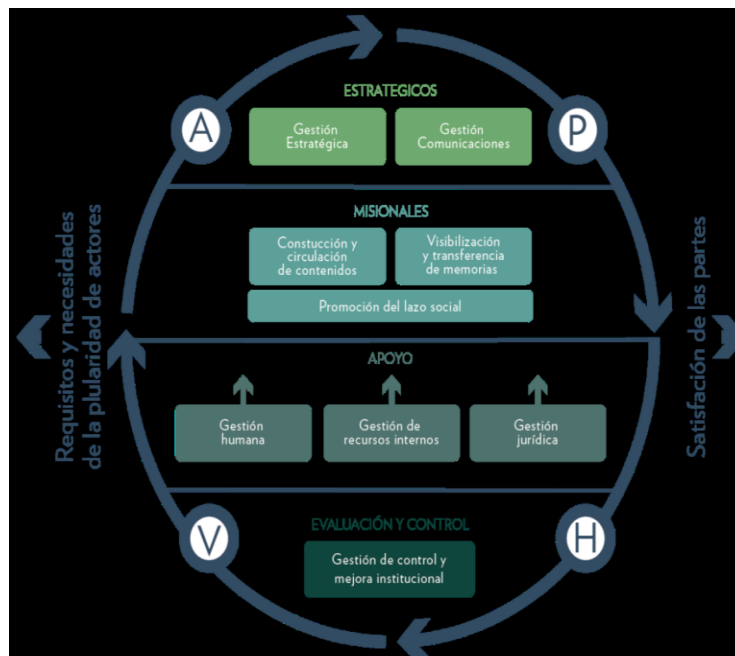 ESTRATEGICOS
A
Gestión
Estratégica
Gestión
Comunicaciones
P
MISIONALES
Constucción y
circulación
de contenidos
Visibilización
y transferencia
de memorias
Promoción del lazo social
Requisitos y necesidades
de la plularidad de actores
Satisfacción de las partes
APOYO
Gestión
humana
Gestión de
recursos internos
Gestión
jurídica
V
EVALUACIÓN Y CONTROL
H
Gestión de control y
mejora institucional